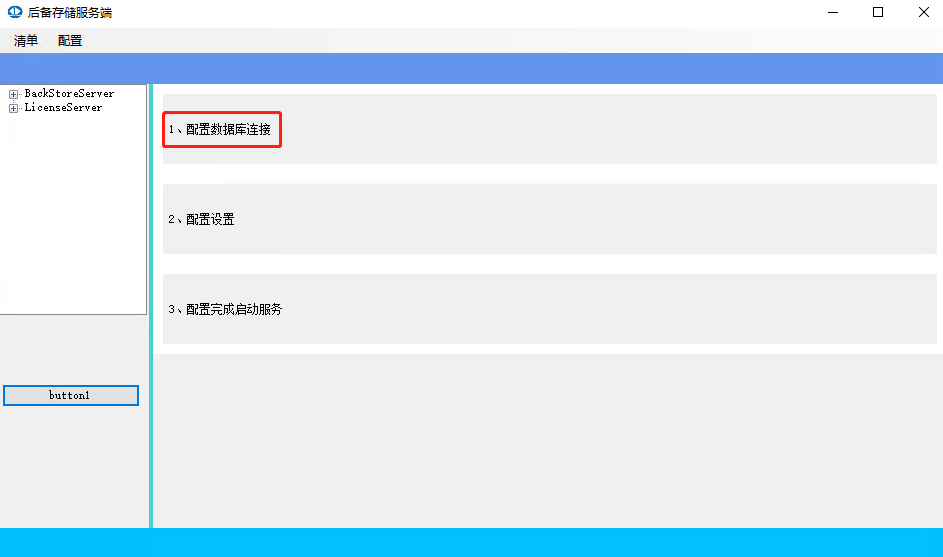 后备存储服务端
清单 配置
BackStoreServer
LicenseServer
1、配置数据库连接
2、配置设置
3、配置完成启动服务
button1